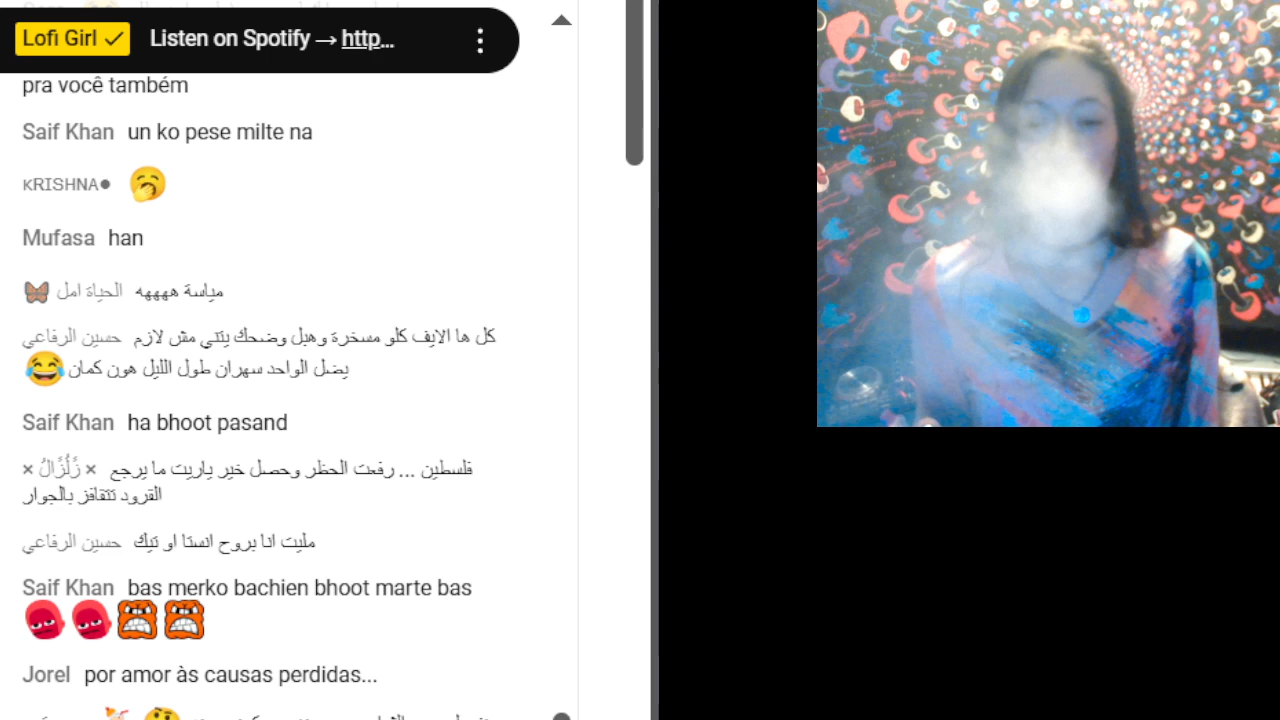 Lofi Girl Listen on Spotify → http...
pra você também
Saif Khan un ko pese milte na
ᴋRISHNA●
Mufasa han
الحياة امل مياسة هههه
حسين الرفاعي كل ها الايف كلو مسخرة وهبل وضحك يتني مش لازم
يضل الواحد سهران طول الليل هون كمان
Saif Khan ha bhoot pasand
× زًلُزًالُ × فلسطين ... رفعت الحظر وحصل خير ياريت ما يرجع
القرود تتقافز بالجوار
حسين الرفاعي مليت انا بروح انستا او تيك
Saif Khan bas merko bachien bhoot marte bas
Jorel por amor às causas perdidas...